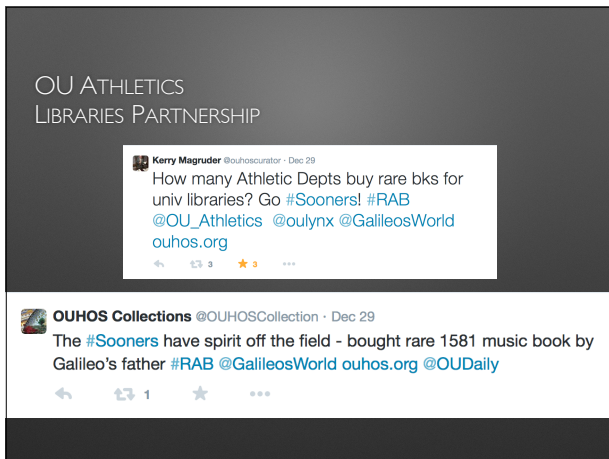 OU ATHLETICS
LIBRARIES PARTNERSHIP
Kerry Magruder @ouhoscurator · Dec 29
How many Athletic Depts buy rare bks for
univ libraries? Go #Sooners! #RAB
@OU_Athletics @oulynx @GalileosWorld
ouhos.org
3 3
OUHOS Collections @OUHOSCollection · Dec 29
The #Sooners have spirit off the field - bought rare 1581 music book by
Galileo's father #RAB @GalileosWorld ouhos.org @OUDaily
1